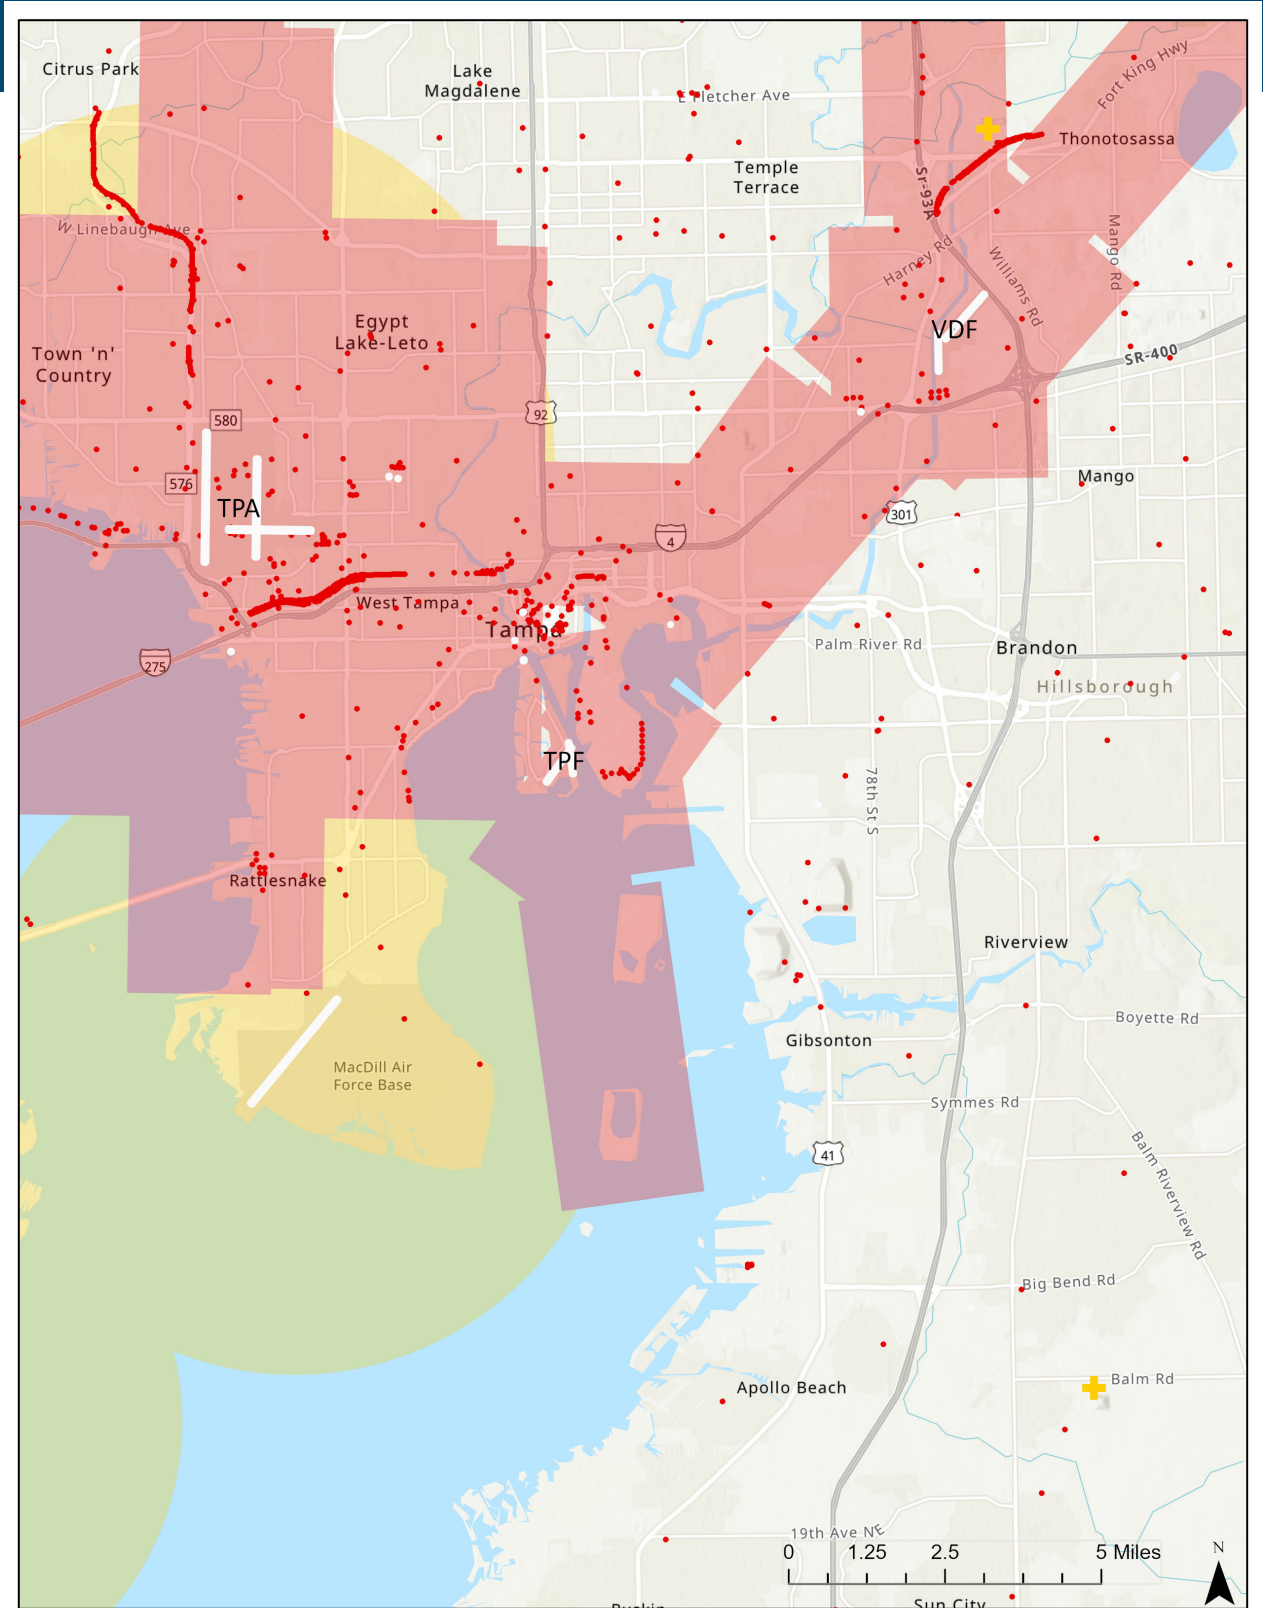 Citrus Park
Lake
Magdalene
E Fletcher Ave
Fort King Hwy
Thonotosassa
Temple
Terrace
Sr-93A
W Linebaugh Ave
Harney Rd
Williams Rd
Mango Rd
Egypt
Lake-Leto
VDF
Town 'n'
Country
SR-400
92
580
576
Mango
TPA
301
4
West Tampa
Tampa
Palm River Rd
Brandon
275
Hillsborough
TPF
78th St S
Rattlesnake
Riverview
Boyette Rd
Gibsonton
MacDill Air
Force Base
Symmes Rd
41
Balm Riverview Rd
Big Bend Rd
Apollo Beach
Balm Rd
19th Ave NE
0 1.25 2.5 5 Miles
N
Sun City
Ruskin